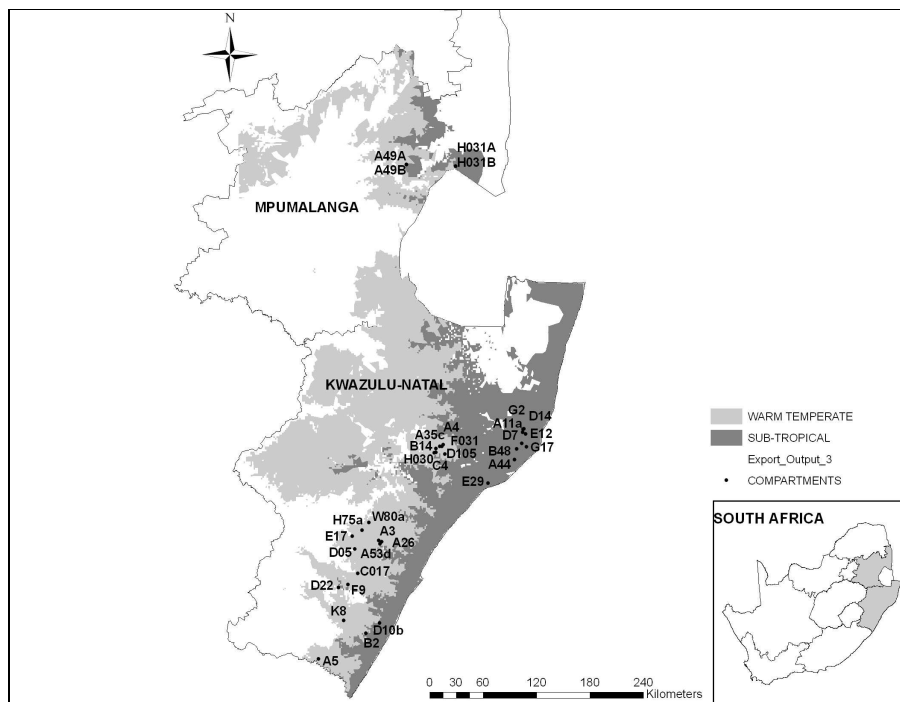 N
H031A
A49A
H031B
A49B
MPUMALANGA
KWAZULU-NATAL
G2
D14
A11a
A4
A35c
D7
E12
F031
B14
B48
G17
D105
H030
C4
A44
E29
W80a
H75a
A3
E17
A26
D05
A53d
C017
D22
F9
K8
D10b
B2
A5
WARM TEMPERATE
SUB-TROPICAL
Export_Output_3
COMPARTMENTS
SOUTH AFRICA
0 15 30 60 120 180 240
Kilometers